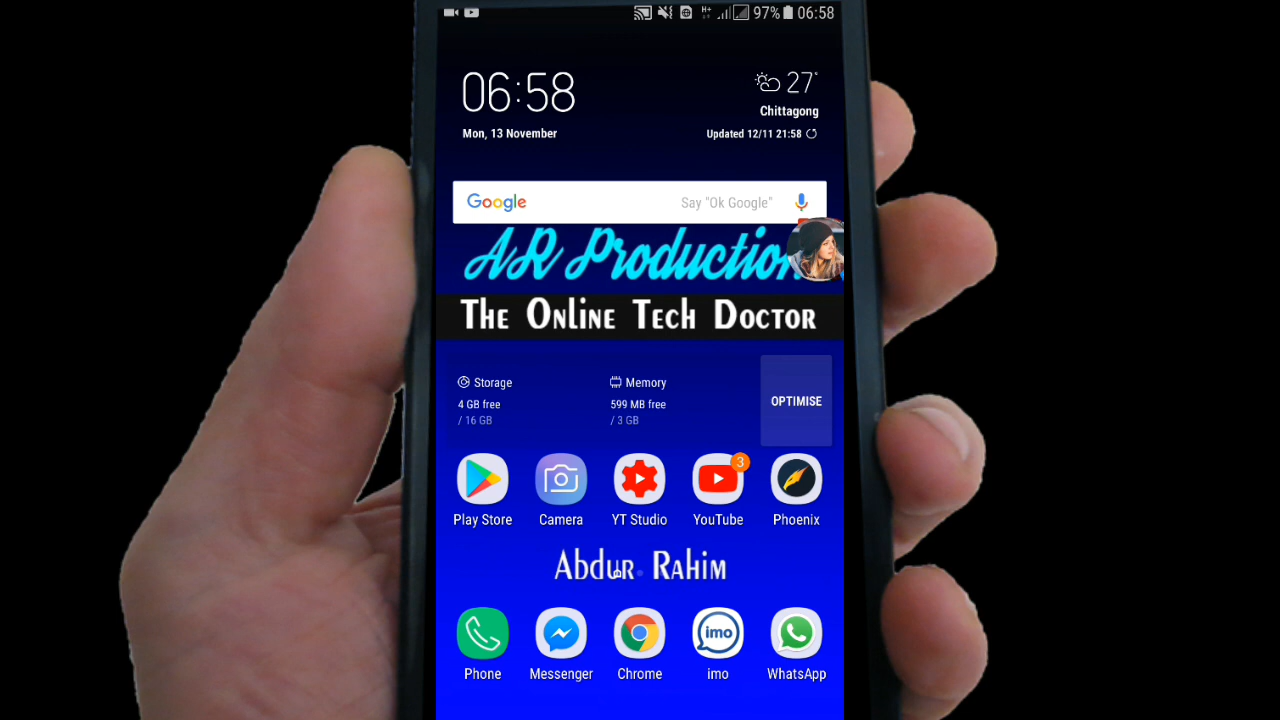 H+ 97% 06:58
06:58
27°
Chittagong
Mon, 13 November
Updated 12/11 21:58
Google Say "Ok Google"
AR Production
The Online Tech Doctor
Storage
4 GB free
/ 16 GB
Memory
599 MB free
/ 3 GB
OPTIMISE
3
Play Store Camera YT Studio YouTube Phoenix
Abdur Rahim
imo
Phone Messenger Chrome imo WhatsApp